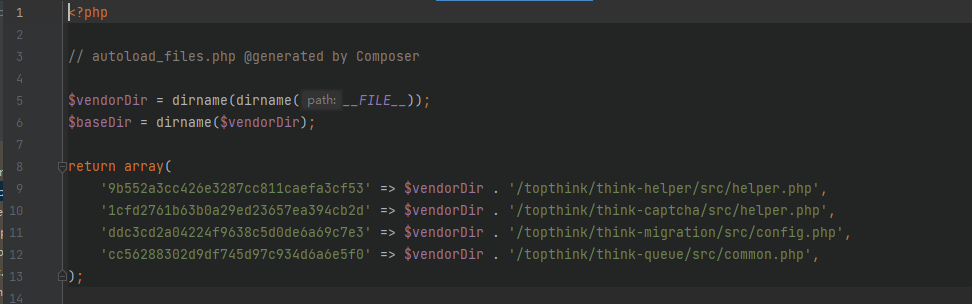 1 <?php
2
3 // autoload_files.php @generated by Composer
4
5 $vendorDir = dirname(dirname( path: __FILE__));
6 $baseDir = dirname($vendorDir);
7
8 return array(
9 '9b552a3cc426e3287cc811caefa3cf53' => $vendorDir . '/topthink/think-helper/src/helper.php',
10 '1cfd2761b63b0a29ed23657ea394cb2d' => $vendorDir . '/topthink/think-captcha/src/helper.php',
11 'ddc3cd2a04224f9638c5d0de6a69c7e3' => $vendorDir . '/topthink/think-migration/src/config.php',
12 'cc56288302d9df745d97c934d6a6e5f0' => $vendorDir . '/topthink/think-queue/src/common.php',
13 );
14